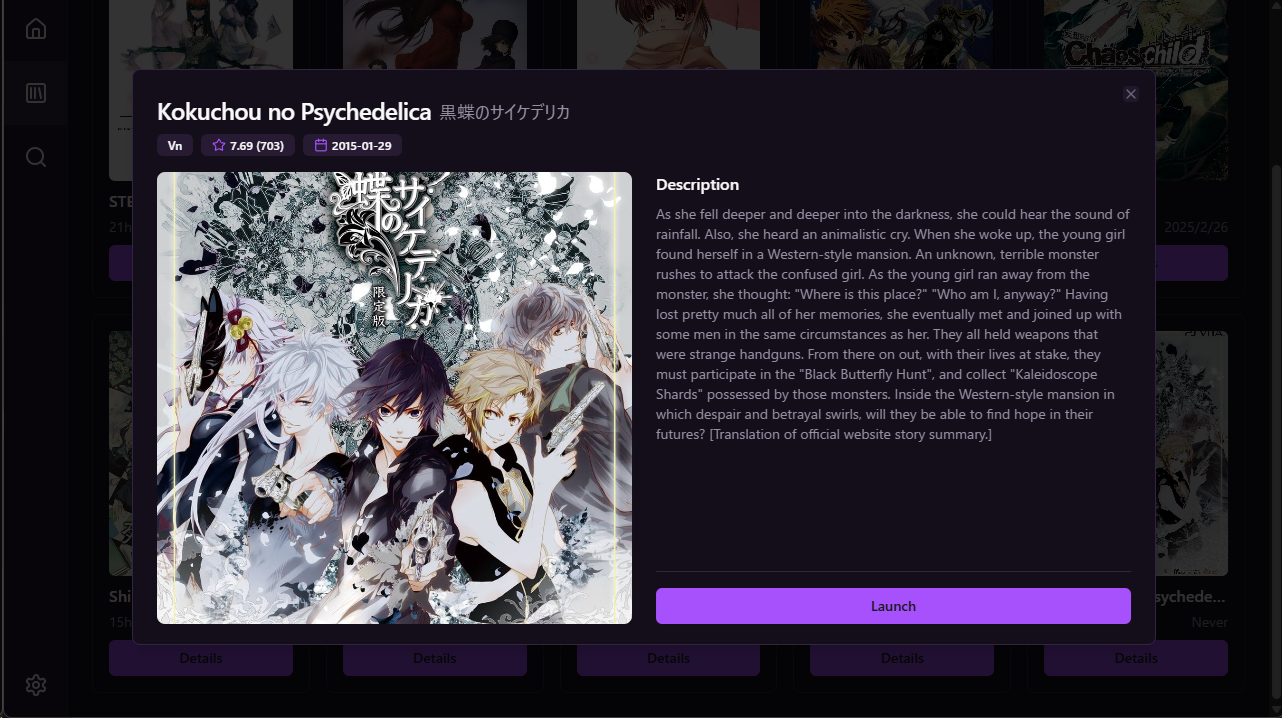 Chaos;child
Kokuchou no Psychedelica 黒蝶のサイケデリカ
Vn
7.69 (703)
2015-01-29
蝶の
サイケデリカ
限定版
Description
As she fell deeper and deeper into the darkness, she could hear the sound of
rainfall. Also, she heard an animalistic cry. When she woke up, the young girl
found herself in a Western-style mansion. An unknown, terrible monster
rushes to attack the confused girl. As the young girl ran away from the
monster, she thought: "Where is this place?" "Who am I, anyway?" Having
lost pretty much all of her memories, she eventually met and joined up with
some men in the same circumstances as her. They all held weapons that
were strange handguns. From there on out, with their lives at stake, they
must participate in the "Black Butterfly Hunt", and collect "Kaleidoscope
Shards" possessed by those monsters. Inside the Western-style mansion in
which despair and betrayal swirls, will they be able to find hope in their
futures? [Translation of official website story summary.]
Launch
STE
21h
2025/2/26
Shi
15h
syche​de...
Never
Details
Details
Details
Details
Details